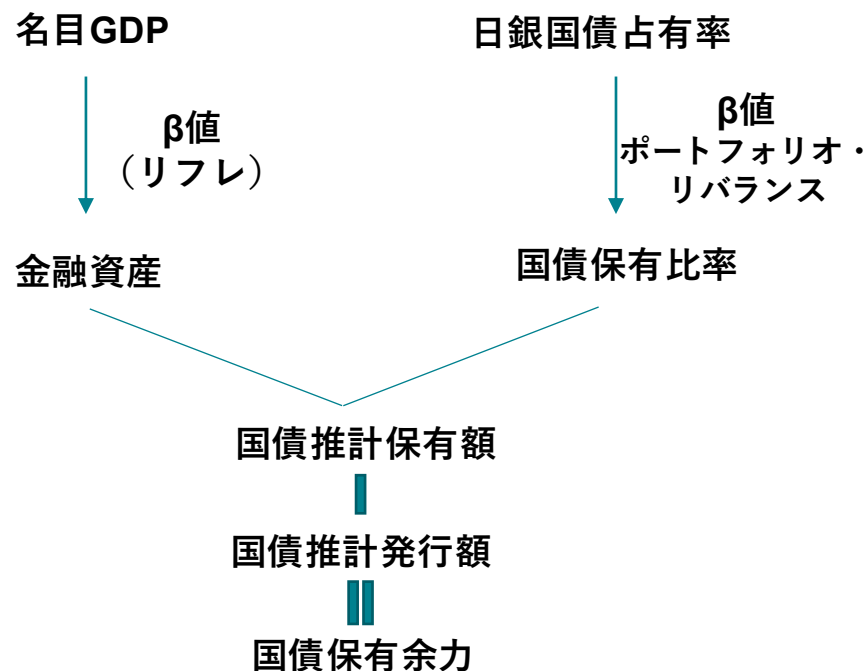 名目GDP
日銀国債占有率
β値
（リフレ）
β値
ポートフォリオ・
リバランス
金融資産
国債保有比率
国債推計保有額
国債推計発行額
国債保有余力